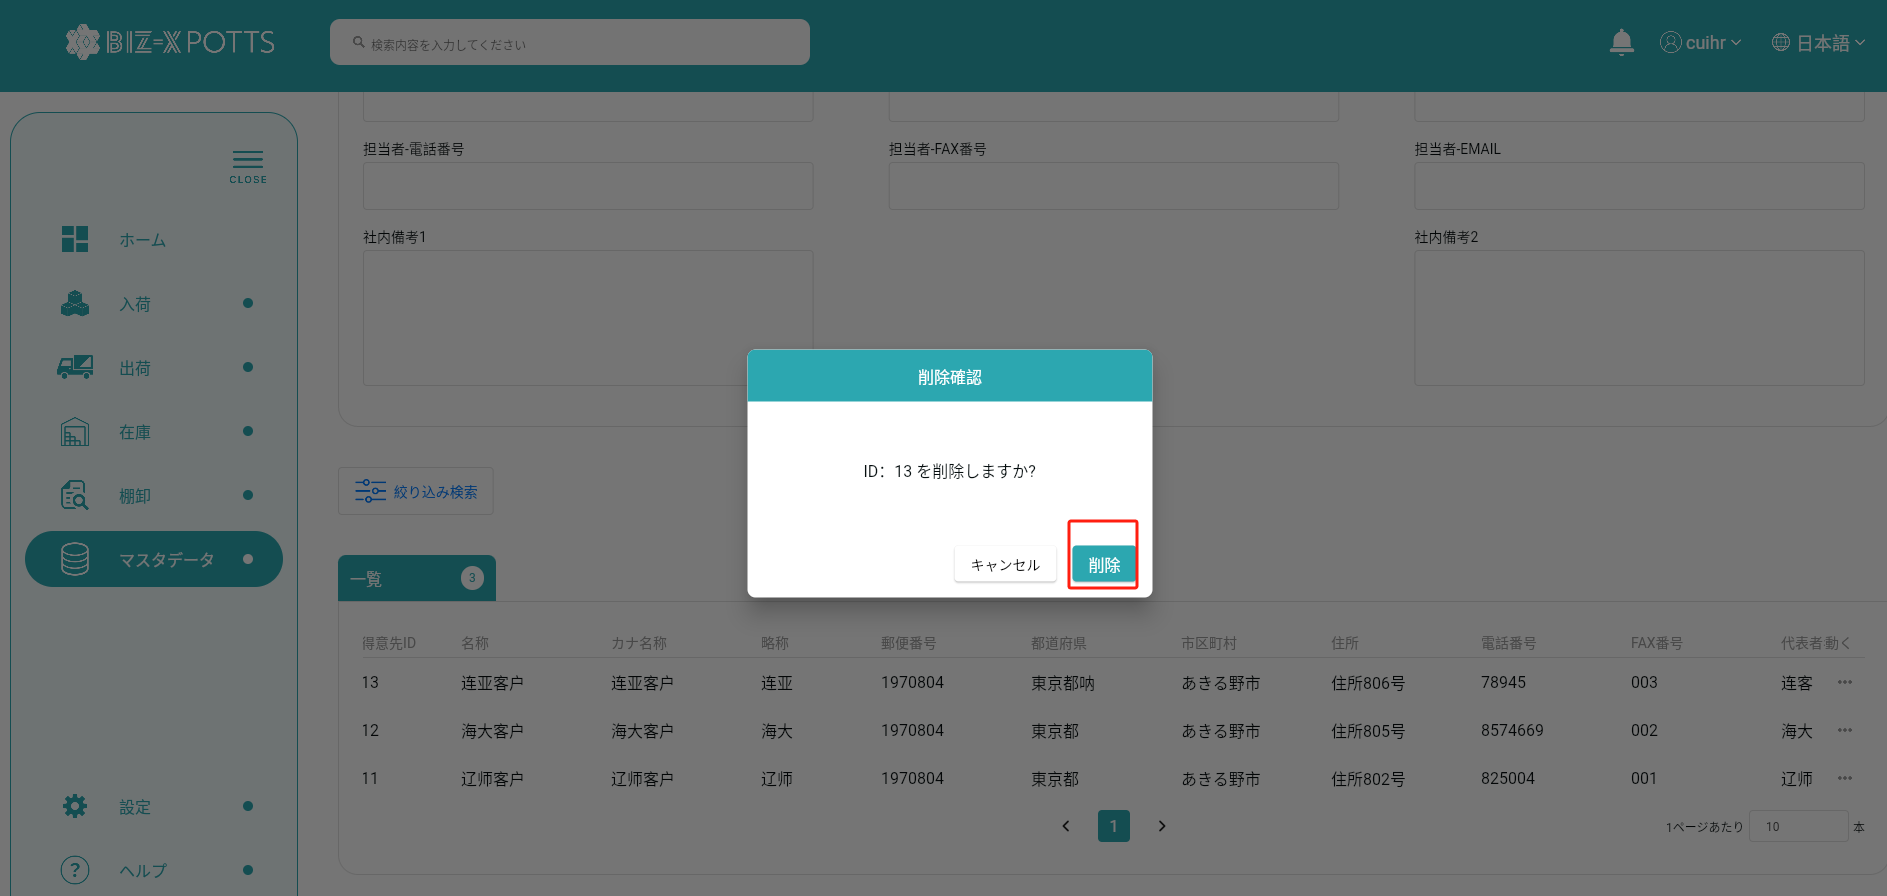 BIZ=X POTTS
検索内容を入力してください
cuihr
日本語
CLOSE
ホーム
入荷
出荷
在庫
棚卸
マスタデータ
設定
ヘルプ
担当者-電話番号
担当者-FAX番号
担当者-EMAIL
社内備考1
社内備考2
絞り込み検索
削除確認
ID：13 を削除しますか?
キャンセル
削除
一覧
3
得意先ID 名称 カナ名称 略称 郵便番号 都道府県 市区町村 住所 電話番号 FAX番号 代表者 動く
13 连亚客户 连亚客户 连亚 1970804 東京都呐 あきる野市 住所806号 78945 003 连客 ...
12 海大客户 海大客户 海大 1970804 東京都 あきる野市 住所805号 8574669 002 海大 ...
11 辽师客户 辽师客户 辽师 1970804 東京都 あきる野市 住所802号 825004 001 辽师 ...
1
1ページあたり 10 本